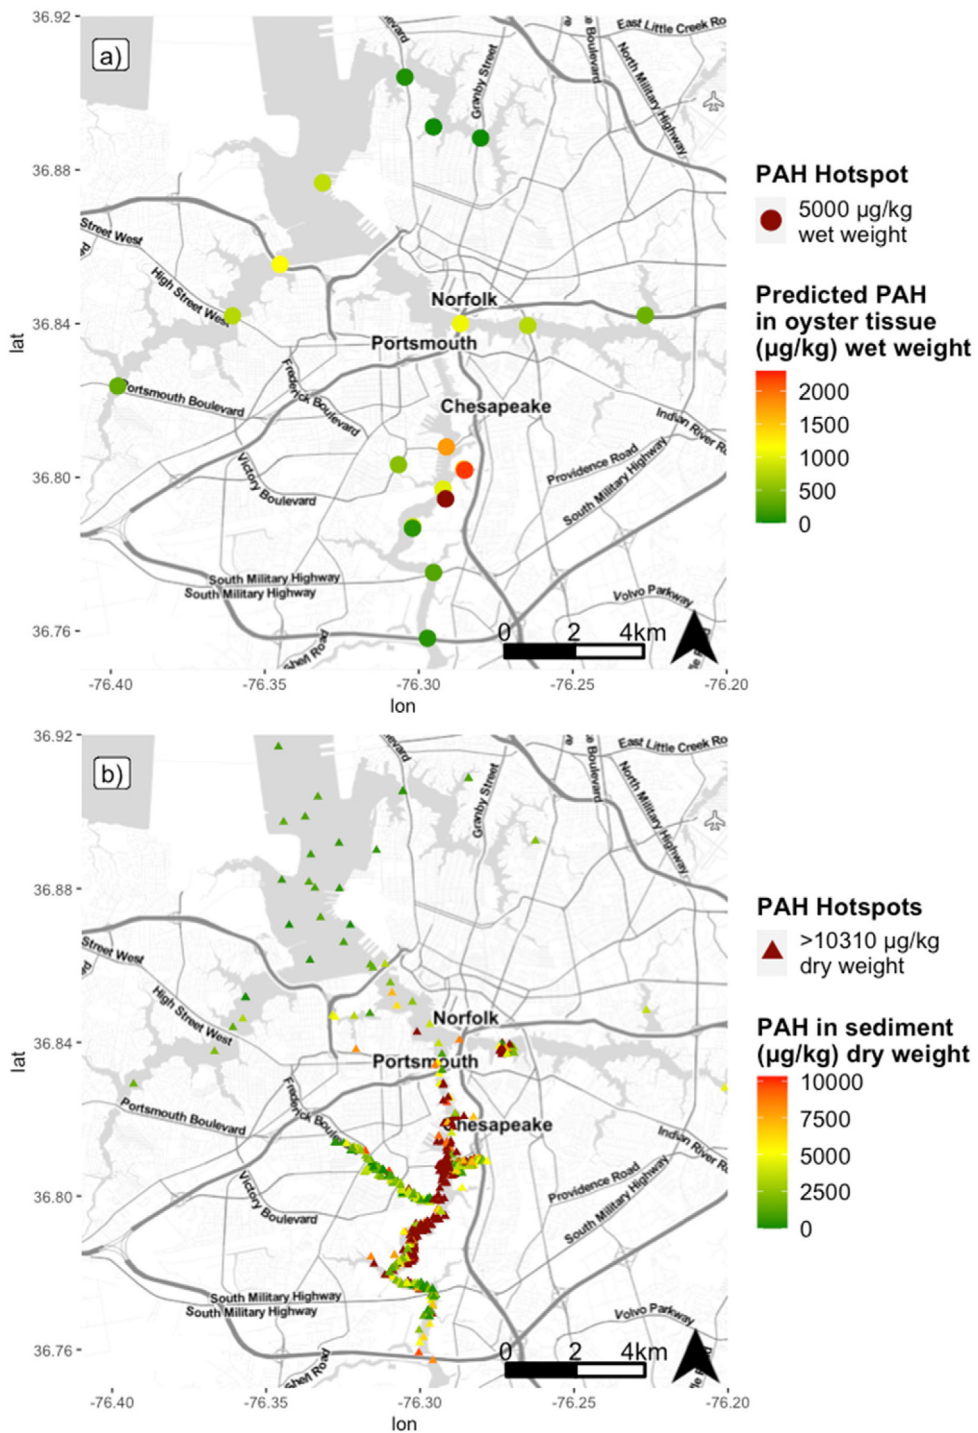 36.92
a)
East Little Creek Ro
North Military Highway
Granby Street
36.88
Street West
High Street West
Norfolk
36.84
Portsmouth
lat
Portsmouth Boulevard
Frederick Boulevard
Chesapeake
Indian River R
Providence Road
South Military Highway
Victory Boulevard
36.80
South Military Highway
South Military Highway
Volvo Parkway
0 2 4km
36.76
-76.40 -76.35 -76.30 -76.25 -76.20
lon
PAH Hotspot
5000 µg/kg
wet weight
Predicted PAH
in oyster tissue
(µg/kg) wet weight
2000
1500
1000
500
0
36.92
b)
East Little Creek Ro
North Military Highway
Granby Street
36.88
Street West
High Street West
Norfolk
36.84
Portsmouth
lat
Portsmouth Boulevard
Frederick Boule
hesapeake
Indian River R
Providence Road
South Military Highway
Victory Boulevard
36.80
South Military Highway
South Military Highway
Volvo Parkway
0 2 4km
36.76
-76.40 -76.35 -76.30 -76.25 -76.20
lon
PAH Hotspots
>10310 µg/kg
dry weight
PAH in sediment
(µg/kg) dry weight
10000
7500
5000
2500
0